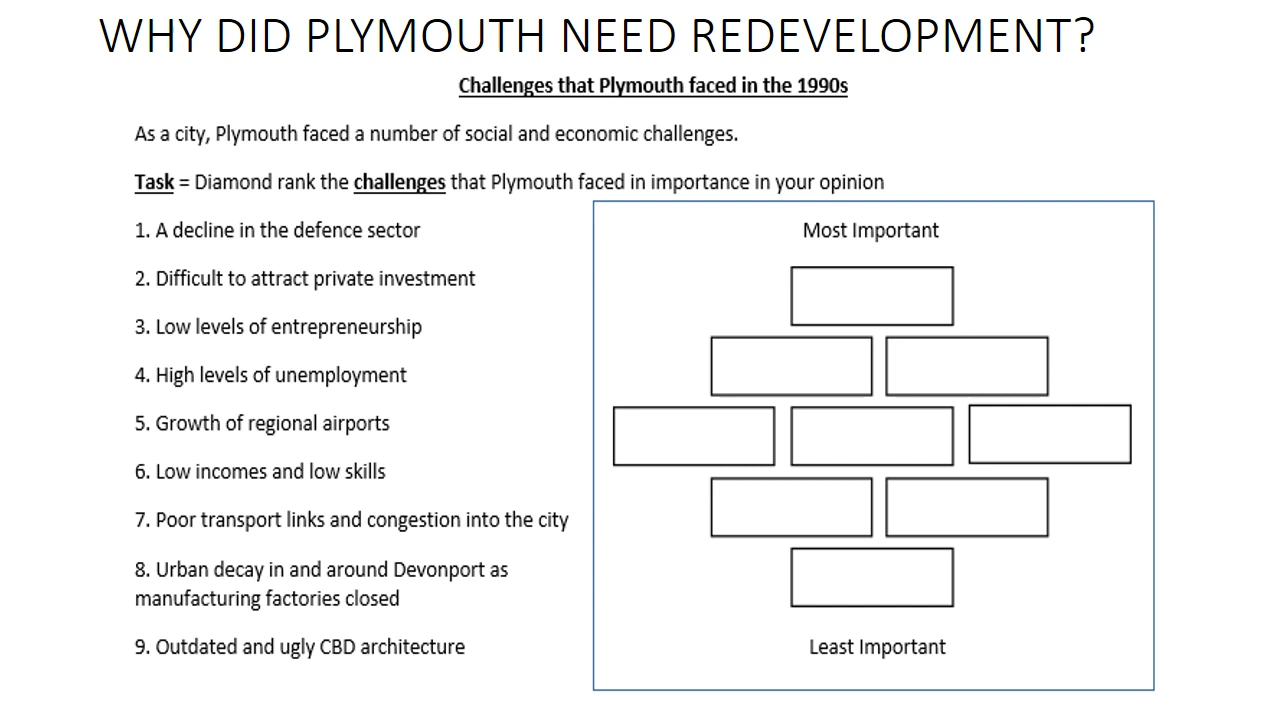 WHY DID PLYMOUTH NEED REDEVELOPMENT?
Challenges that Plymouth faced in the 1990s
As a city, Plymouth faced a number of social and economic challenges.
Task = Diamond rank the challenges that Plymouth faced in importance in your opinion
1. A decline in the defence sector
2. Difficult to attract private investment
3. Low levels of entrepreneurship
4. High levels of unemployment
5. Growth of regional airports
6. Low incomes and low skills
7. Poor transport links and congestion into the city
8. Urban decay in and around Devonport as
manufacturing factories closed
9. Outdated and ugly CBD architecture
Most Important
Least Important